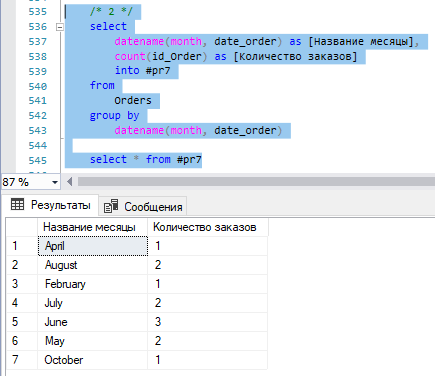 535 /* 2 */
536 select
537 datename(month, date_order) as [Название месяцы],
538 count(id_Order) as [Количество заказов]
539 into #pr7
540 from
541 Orders
542 group by
543 datename(month, date_order)
544
545 select * from #pr7
87 %
Результаты Сообщения
Название месяцы Количество заказов
1 April 1
2 August 2
3 February 1
4 July 2
5 June 3
6 May 2
7 October 1